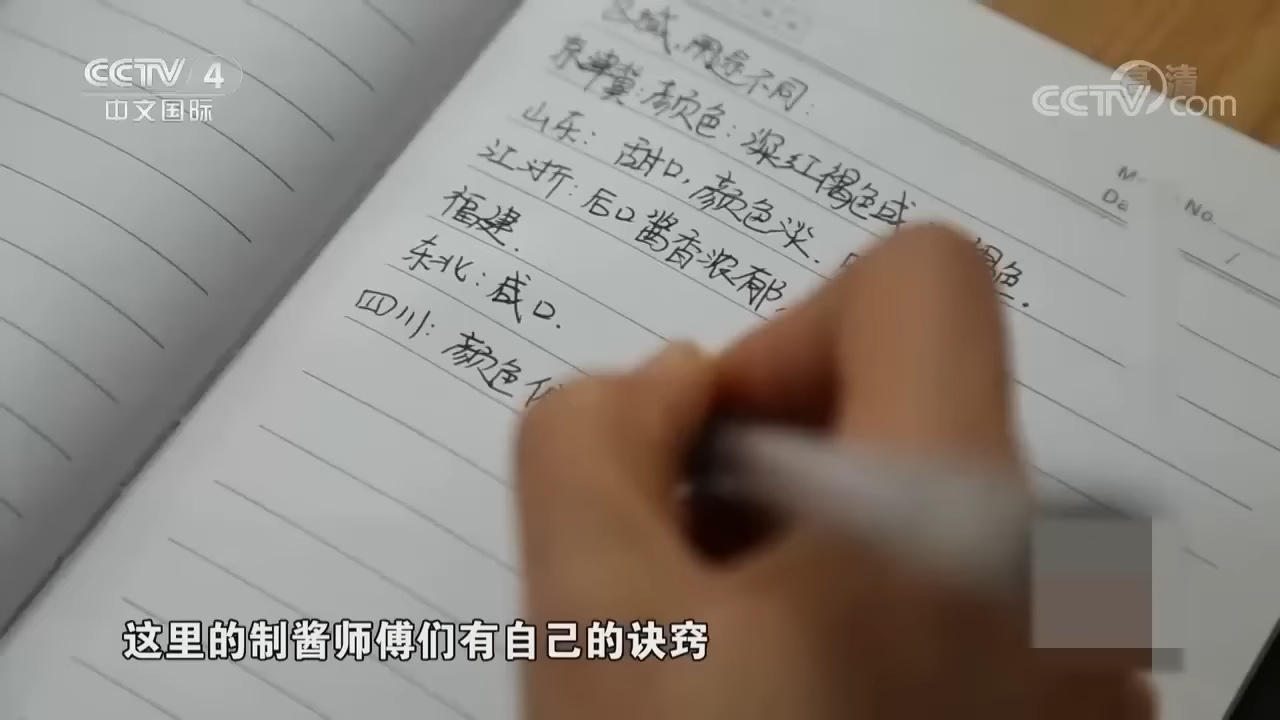 CCTV 4
中文国际
高清
CCTV.com
No.
区域、用途不同：
京津冀：颜色：深红褐色或 褐色．
山东：甜口，颜色淡．
江浙：后口酱香浓郁，
福建．
东北：咸口．
四川：颜色
这里的制酱师傅们有自己的诀窍